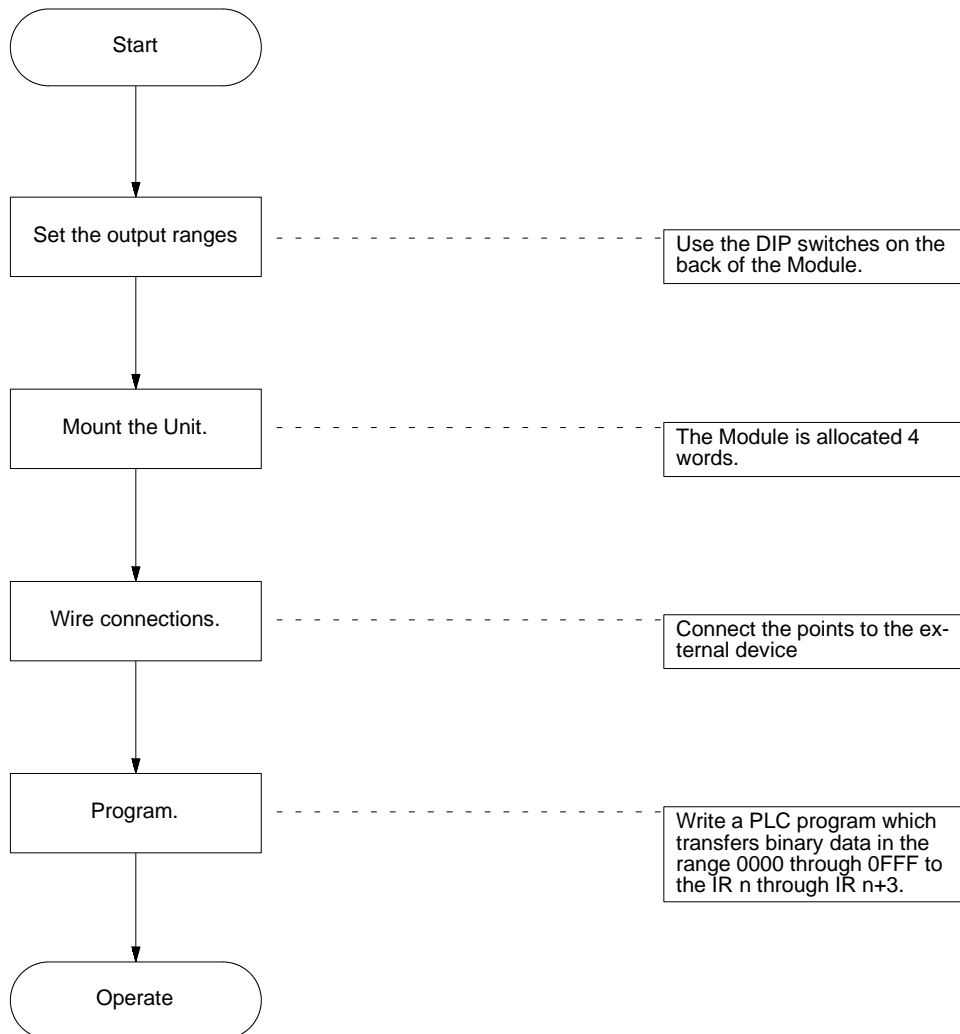 Start
Set the output ranges
Use the DIP switches on the
back of the Module.
Mount the Unit.
The Module is allocated 4
words.
Wire connections.
Connect the points to the ex-
ternal device
Program.
Write a PLC program which
transfers binary data in the
range 0000 through 0FFF to
the IR n through IR n+3.
Operate